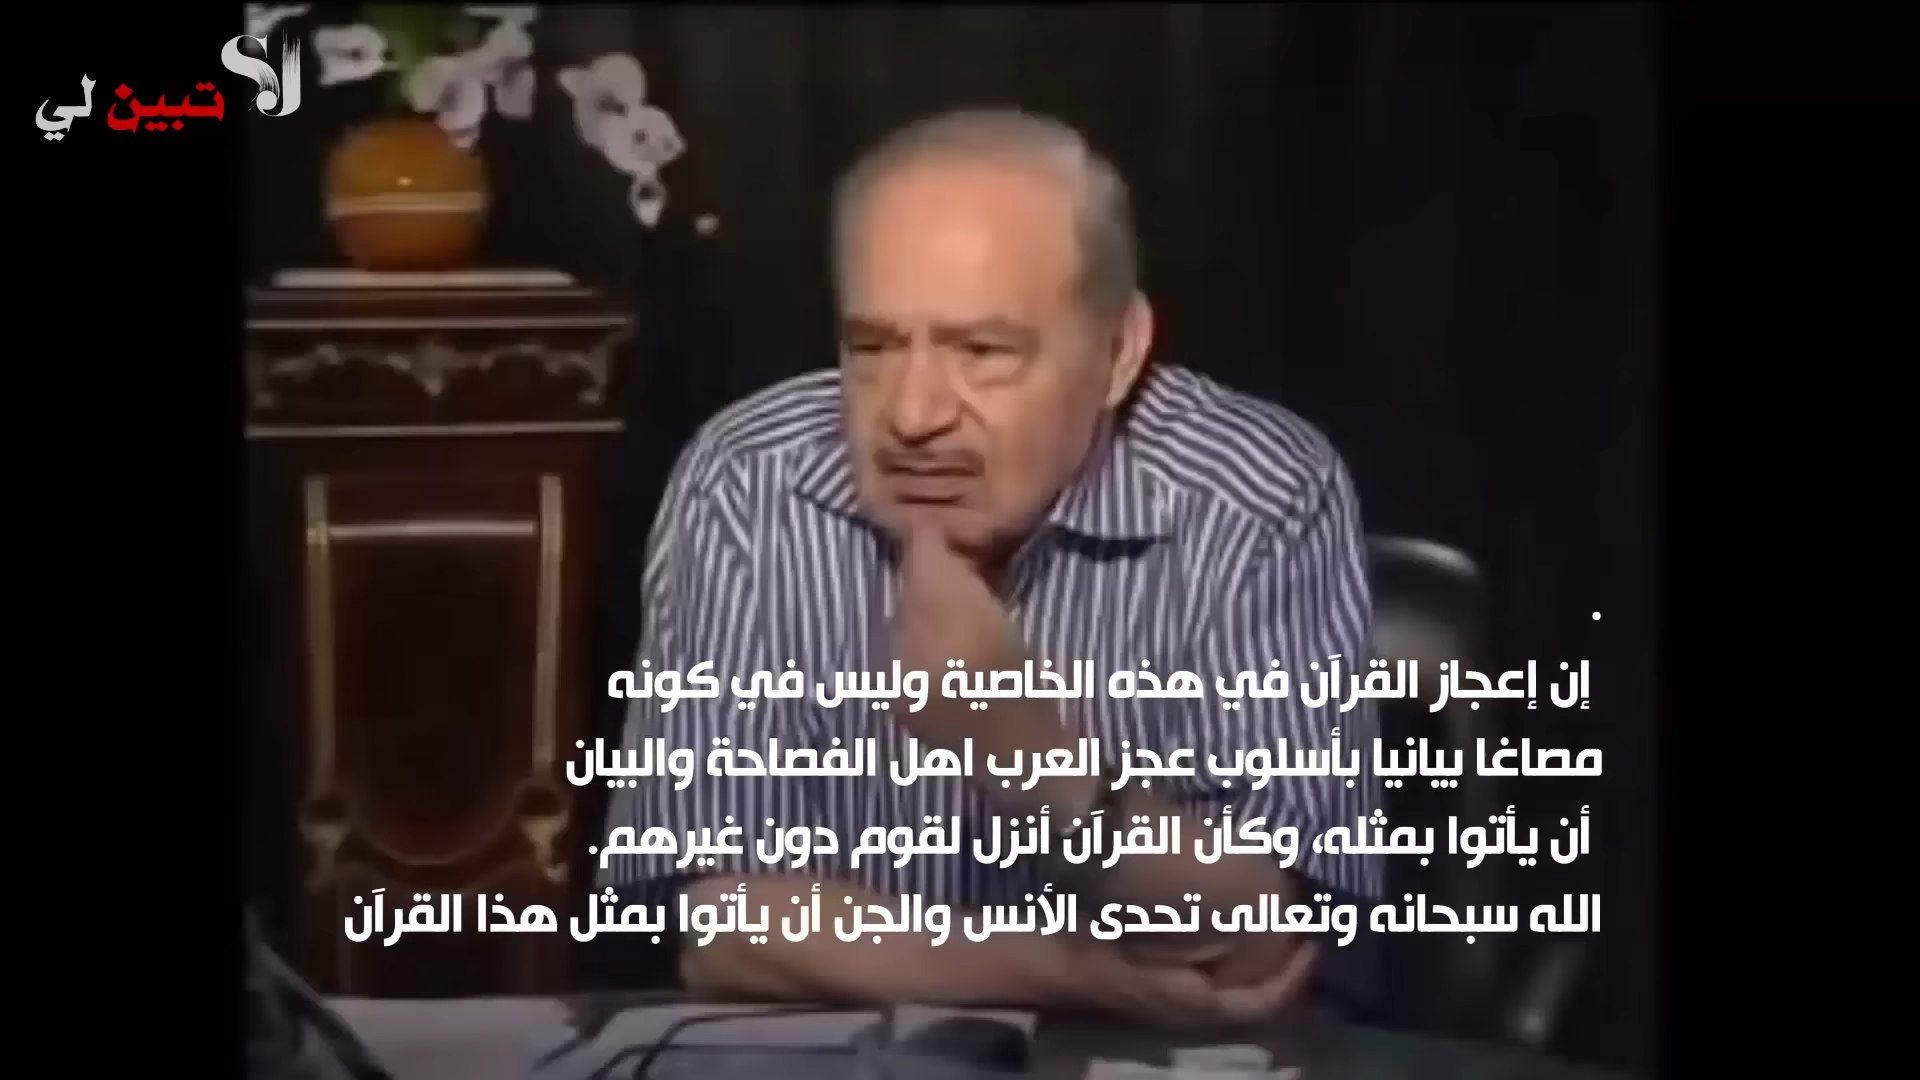 تبين لي
.
إن إعجاز القرآن في هذه الخاصية وليس في كونه
مصاغا بيانيا بأسلوب عجز العرب اهل الفصاحة والبيان
أن يأتوا بمثله، وكأن القرآن أنزل لقوم دون غيرهم.
الله سبحانه وتعالى تحدى الأنس والجن أن يأتوا بمثل هذا القرآن